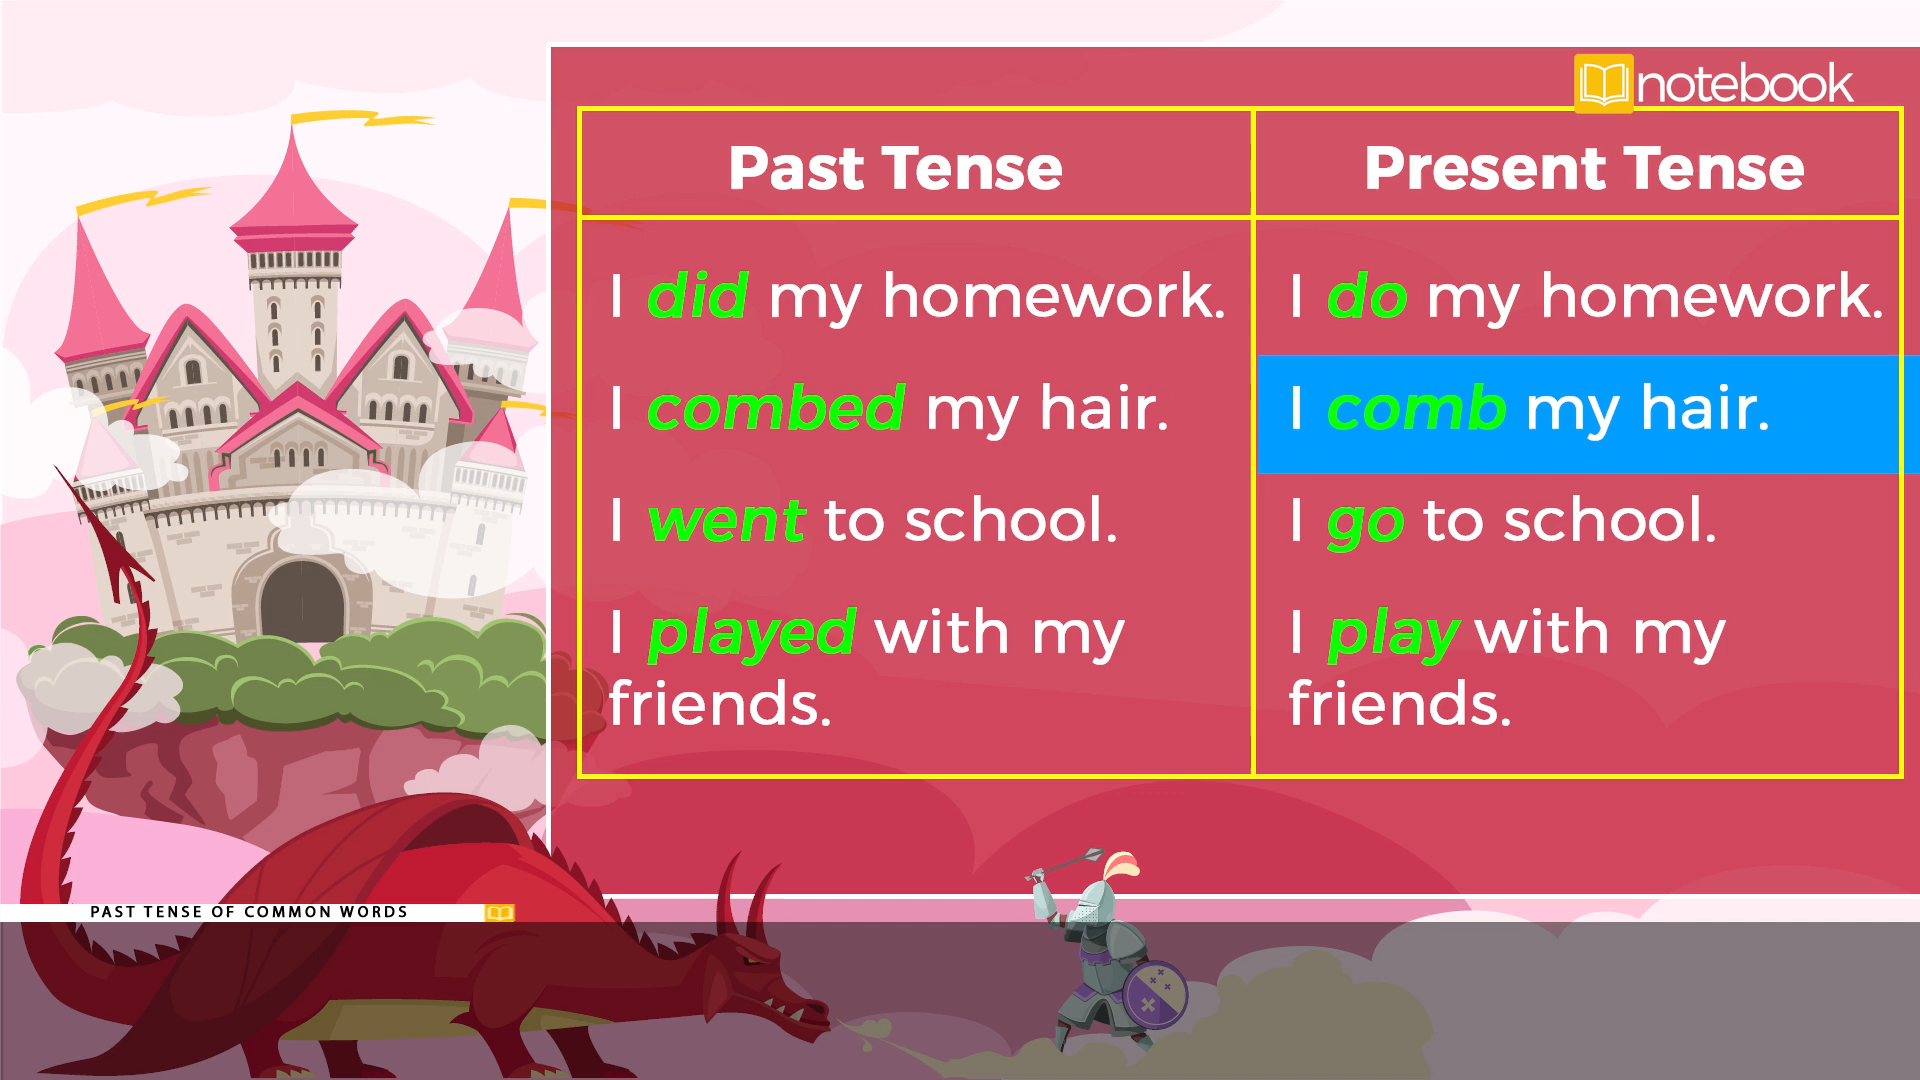 notebook
Past Tense
Present Tense
I did my homework.
I do my homework.
I combed my hair.
I comb my hair.
I went to school.
I go to school.
I played with my
friends.
I play with my
friends.
PAST TENSE OF COMMON WORDS